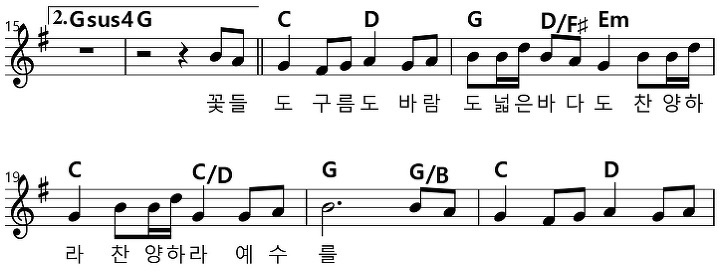 15 2. Gsus4 G C D G D/F♯ Em
꽃들 도 구름도 바람 도 넓은바 다도 찬 양하
19 C C/D G G/B C D
라 찬 양하라 예 수 를